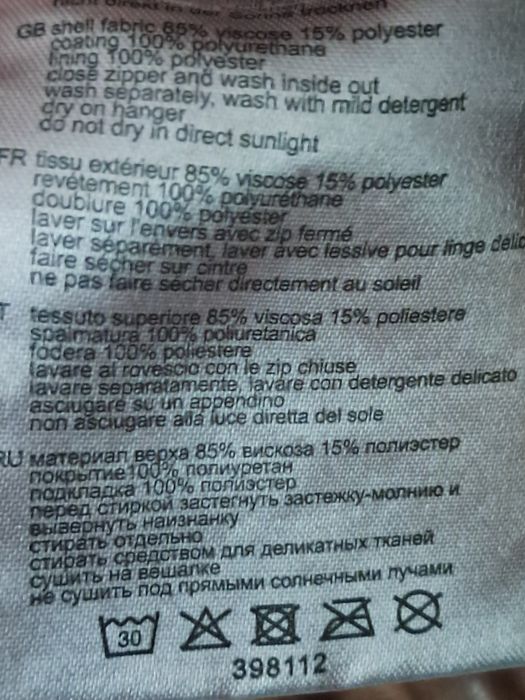 nicht direkt in der Sonne trocknen
GB shell fabric 85% viscose 15% polyester
coating 100% polyurethane
lining 100% polyester
close zipper and wash inside out
wash separately, wash with mild detergent
dry on hanger
do not dry in direct sunlight
FR tissu extérieur 85% viscose 15% polyester
revêtement 100% polyuréthane
doublure 100% polyester
laver sur l'envers avec zip fermé
laver séparément, laver avec lessive pour linge délic
faire sécher sur cintre
ne pas faire sécher directement au soleil
T tessuto superiore 85% viscosa 15% poliestere
spalmatura 100% poliuretanica
fodera 100% poliestere
lavare al rovescio con le zip chiuse
lavare separatamente, lavare con detergente delicato
asciugare su un appendino
non asciugare alla luce diretta del sole
RU материал верха 85% вискоза 15% полиэстер
покрытие100% полиуретан
подкладка 100% полиэстер
перед стиркой застегнуть застежку-молнию и
вывернуть наизнанку
стирать отдельно
стирать средством для деликатных тканей
сушить на вешалке
не сушить под прямыми солнечными лучами
30
398112